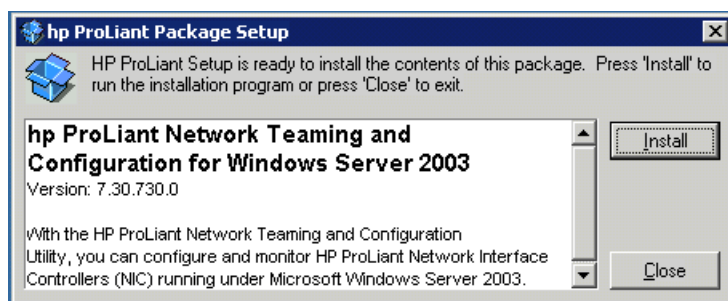 hp ProLiant Package Setup
HP ProLiant Setup is ready to install the contents of this package. Press 'Install' to
run the installation program or press 'Close' to exit.
hp ProLiant Network Teaming and
Configuration for Windows Server 2003
Version: 7.30.730.0
With the HP ProLiant Network Teaming and Configuration
Utility, you can configure and monitor HP ProLiant Network Interface
Controllers (NIC) running under Microsoft Windows Server 2003.
Install
Close